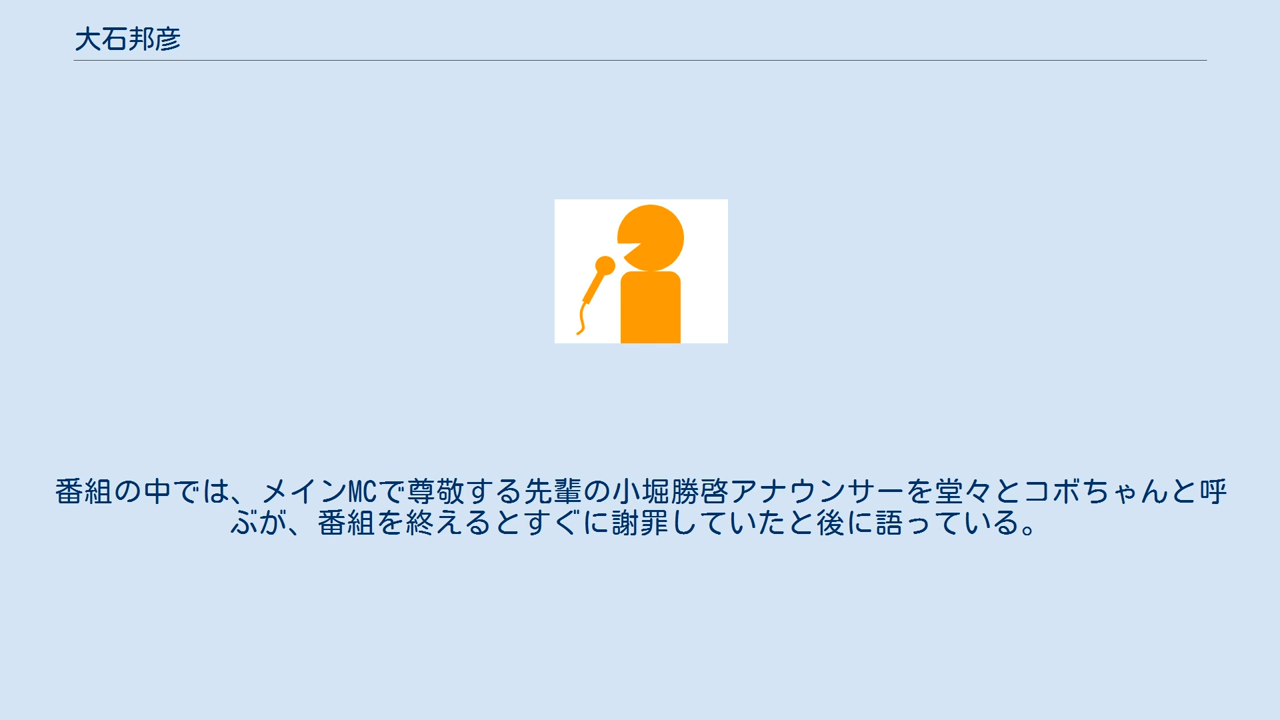 大石邦彦
番組の中では、メインMCで尊敬する先輩の小堀勝啓アナウンサーを堂々とコボちゃんと呼
ぶが、番組を終えるとすぐに謝罪していたと後に語っている。